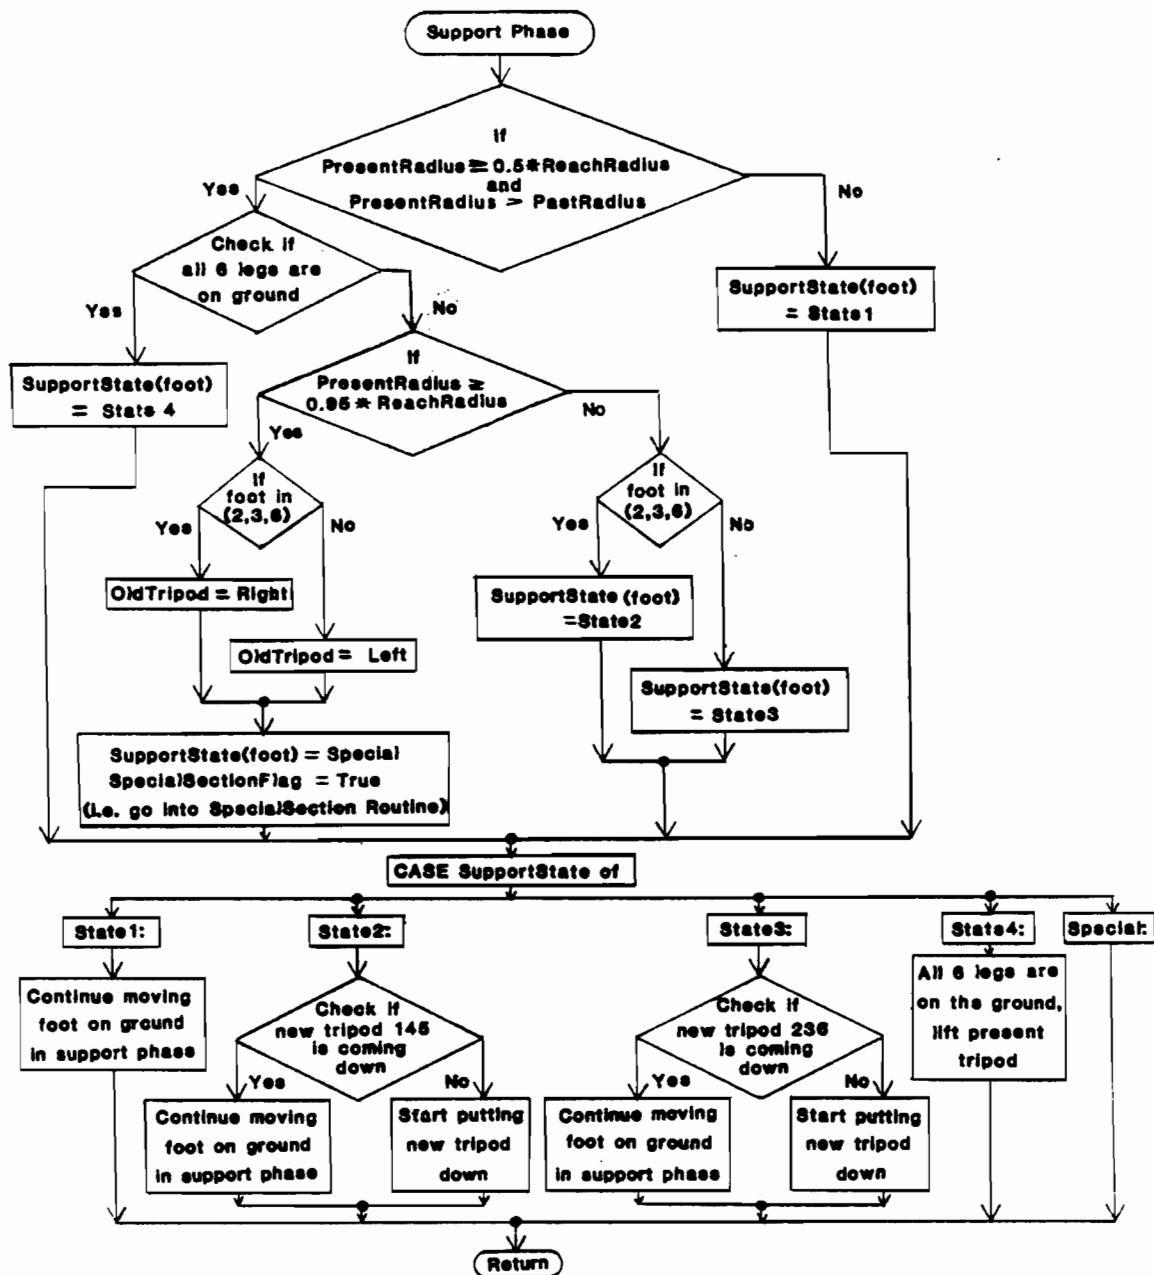 Support Phase
If
PresentRadius ≥ 0.5*ReachRadius
and
PresentRadius > PastRadius
Yes
No
Check if
all 6 legs are
on ground
SupportState(foot)
= State1
Yes
No
SupportState(foot)
= State 4
If
PresentRadius ≥
0.95* ReachRadius
No
Yes
If
foot in
(2,3,6)
If
foot in
(2,3,6)
Yes
No
Yes
No
OldTripod = Right
SupportState (foot)
=State2
OldTripod = Left
SupportState(foot)
= State3
SupportState(foot) = Special
SpecialSectionFlag = True
(i.e. go into SpecialSection Routine)
CASE SupportState of
State1:
State2:
State3:
State4:
Special:
Continue moving
foot on ground
in support phase
Check if
new tripod 145
is coming
down
Check if
new tripod 236
is coming
down
All 6 legs are
on the ground,
lift present
tripod
Yes
No
Yes
No
Continue moving
foot on ground
in support phase
Start putting
new tripod
down
Continue moving
foot on ground
in support phase
Start putting
new tripod
down
Return